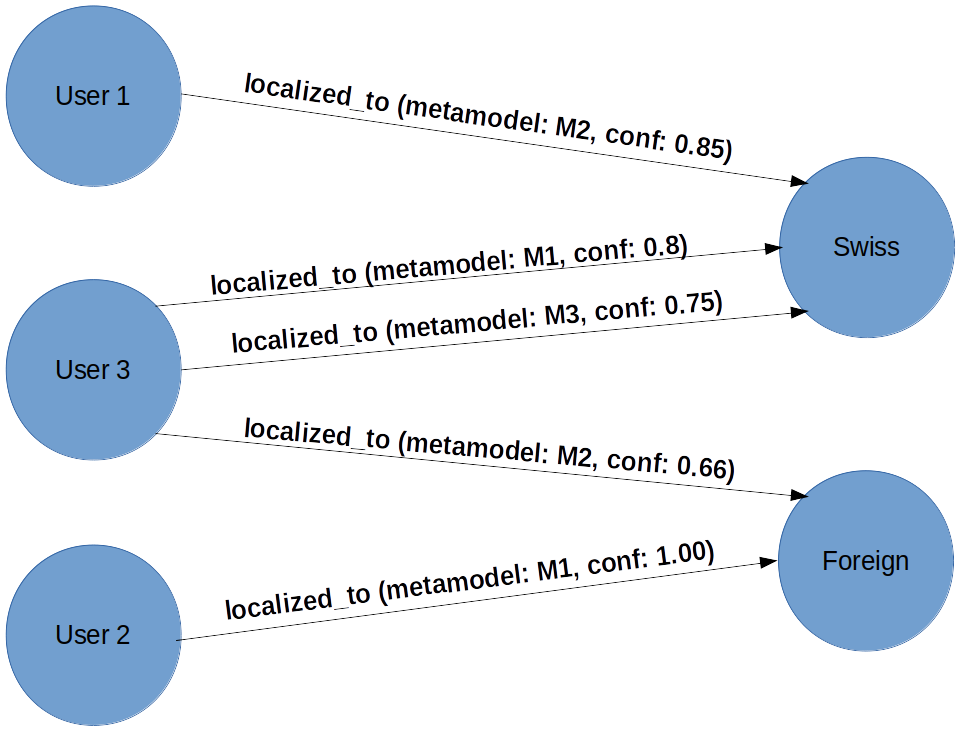 User 1
localized_to (metamodel: M2, conf: 0.85)
Swiss
localized_to (metamodel: M1, conf: 0.8)
localized_to (metamodel: M3, conf: 0.75)
User 3
localized_to (metamodel: M2, conf: 0.66)
Foreign
localized_to (metamodel: M1, conf: 1.00)
User 2